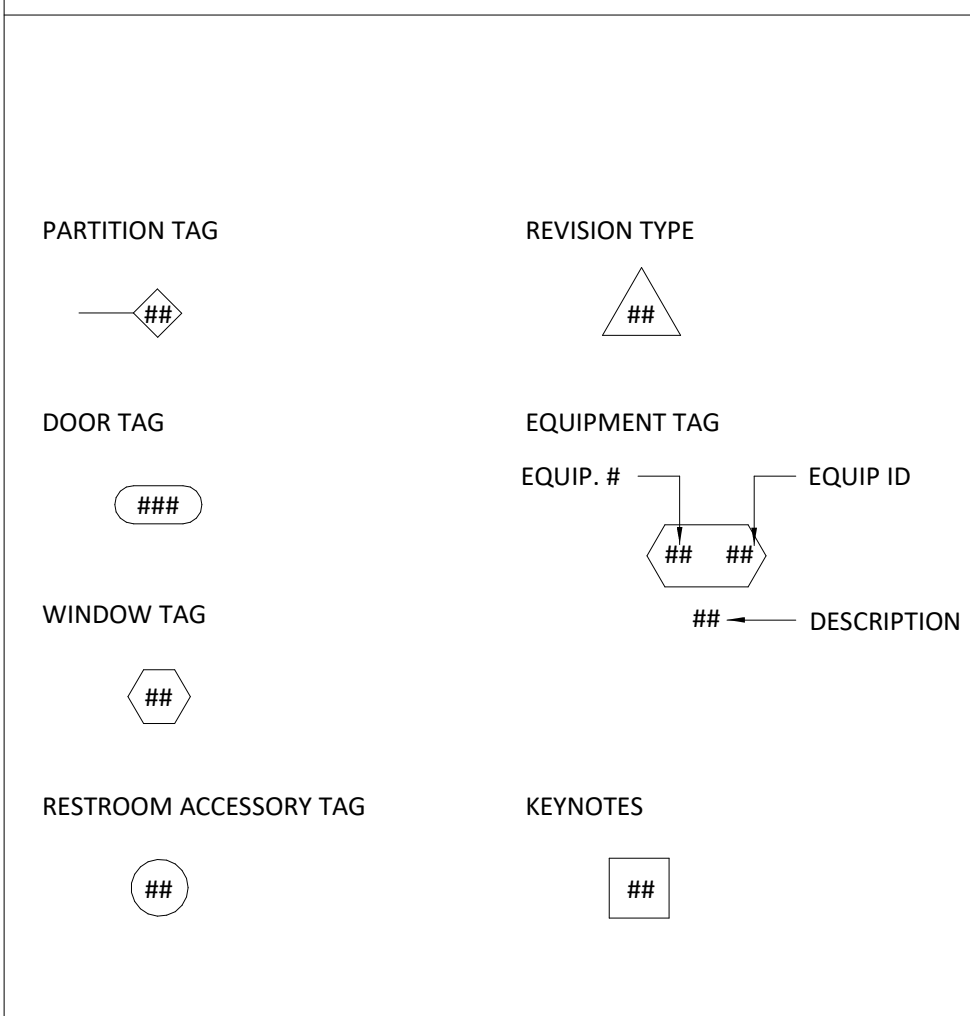 PARTITION TAG
##
DOOR TAG
###
WINDOW TAG
##
RESTROOM ACCESSORY TAG
##
REVISION TYPE
##
EQUIPMENT TAG
EQUIP. #
EQUIP ID
## ##
## DESCRIPTION
KEYNOTES
##